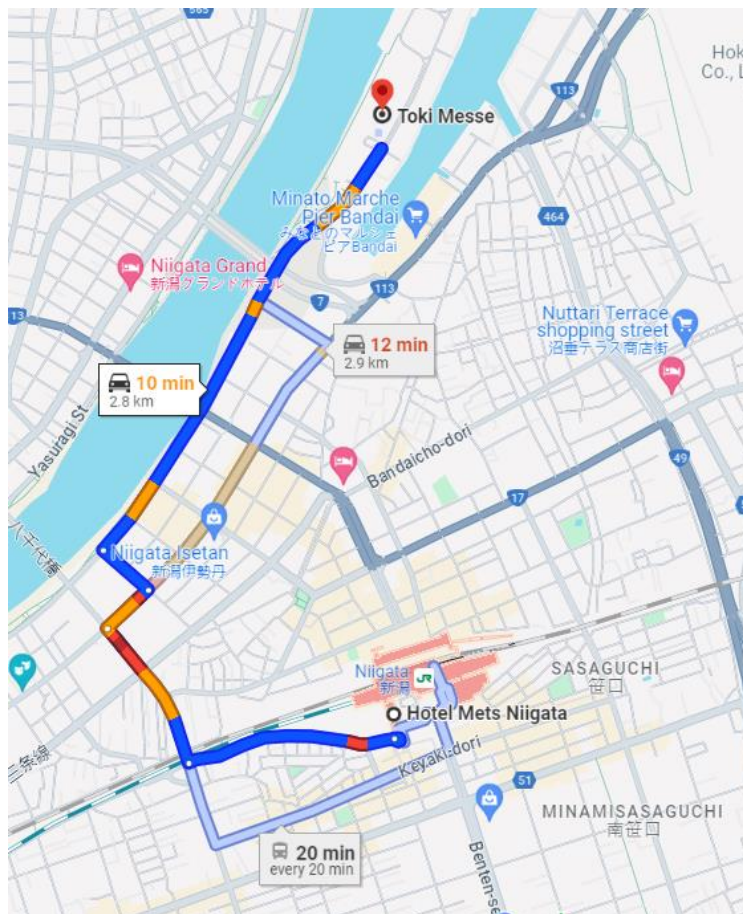 565
Hok
Co., L
113
Toki Messe
Minato Marche
Pier Bandai
みなとのマルシェ
ピアBandai
464
Niigata Grand
新潟グランドホテル
113
7
Nuttari Terrace
shopping street
沼垂テラス商店街
13
12 min
2.9 km
10 min
2.8 km
Yasuragi St
Bandaicho-dori
49
17
八千代橋
Niigata Isetan
新潟伊勢丹
Niigata
新潟
JR
SASAGUCHI
笹口
Hotel Mets Niigata
Keyaki-dori
51
MINAMISASAGUCHI
南笹口
20 min
every 20 min
Benten-se